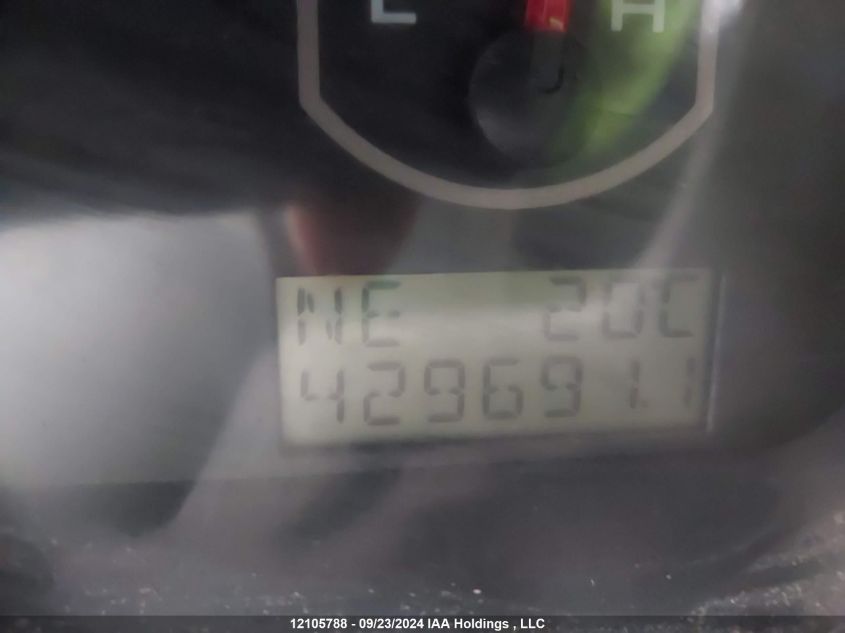 L H
NE 20C
429691.1
12105788 - 09/23/2024 IAA Holdings , LLC